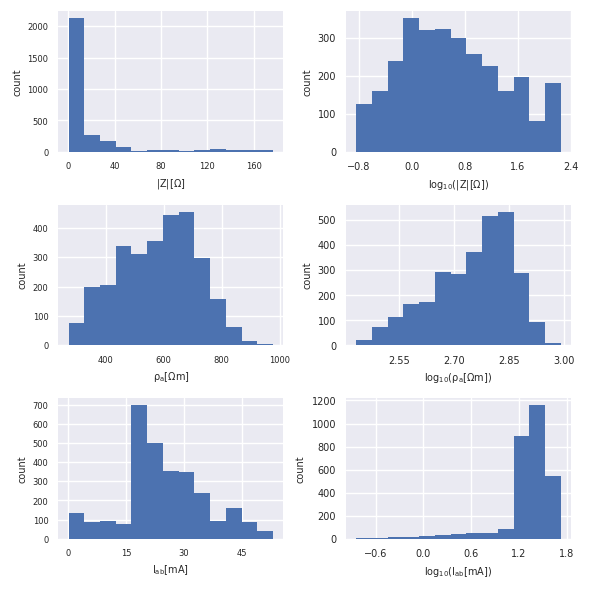 2000
1500
1000
500
0
count
0 40 80 120 160
|Z|[Ω]
300
200
100
0
count
−0.8 0.0 0.8 1.6 2.4
log₁₀(|Z|[Ω])
400
300
200
100
0
count
400 600 800 1000
ρₐ[Ωm]
500
400
300
200
100
0
count
2.55 2.70 2.85 3.00
log₁₀(ρₐ[Ωm])
700
600
500
400
300
200
100
0
count
0 15 30 45
I_ab[mA]
1200
1000
800
600
400
200
0
count
−0.6 0.0 0.6 1.2 1.8
log₁₀(I_ab[mA])